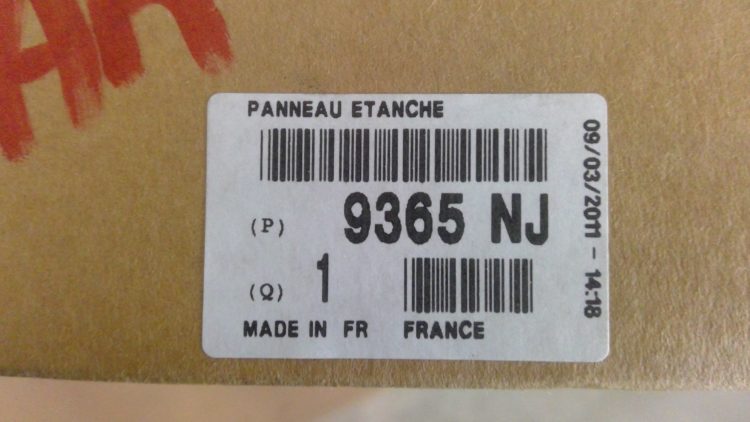 PANNEAU ETANCHE
(P) 9365 NJ
(Q) 1
MADE IN FR FRANCE
09/03/2011 - 14:18